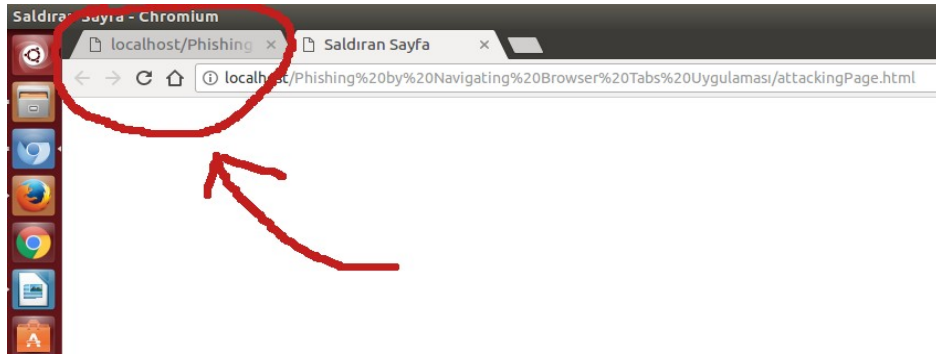 Saldıran Sayfa - Chromium
localhost/Phishing
Saldıran Sayfa
localhost/Phishing%20by%20Navigating%20Browser%20Tabs%20Uygulaması/attackingPage.html